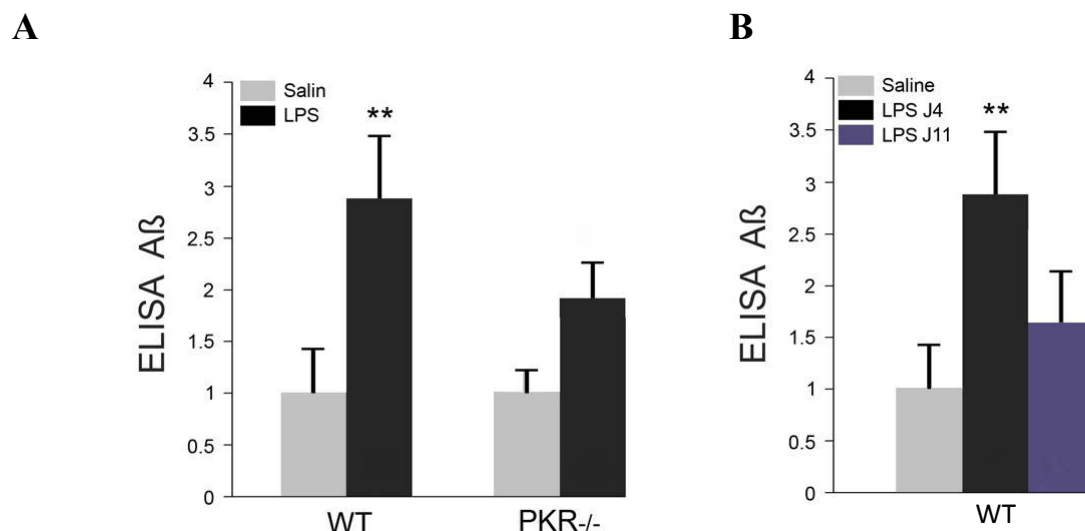 A
B
Salin
LPS
**
4
3.5
3
2.5
2
1.5
1
0.5
0
ELISA Aß
WT
PKR-/-
Saline
LPS J4
LPS J11
**
4
3.5
3
2.5
2
1.5
1
0.5
0
ELISA Aß
WT